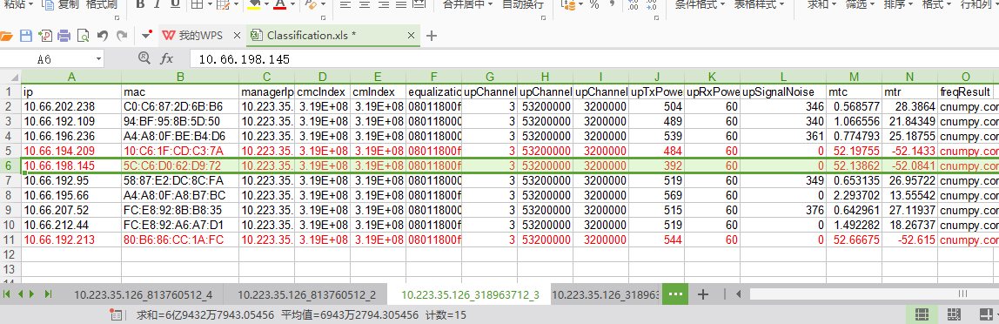 粘贴 复制 格式刷 B I U A 合并居中 自动换行 % 条件格式 表格样式 求和 筛选 排序 格式 行和列
我的WPS × Classification.xls * × +
A6 fx 10.66.198.145
A B C D E F G H I J K L M N O
1 ip mac managerIp cmcIndex cmIndex equalizatio upChannel upChannel upChannel upTxPowe upRxPowe upSignalNoise mtc mtr freqResult
2 10.66.202.238 C0:C6:87:2D:6B:B6 10.223.35. 3.19E+08 3.19E+08 08011800f 3 53200000 3200000 504 60 346 0.568577 28.3864 cnumpy.cor
3 10.66.192.109 94:BF:95:8B:5D:50 10.223.35. 3.19E+08 3.19E+08 080118000 3 53200000 3200000 489 60 340 1.066556 21.84349 cnumpy.cor
4 10.66.196.236 A4:A8:0F:BE:B4:D6 10.223.35. 3.19E+08 3.19E+08 08011800f 3 53200000 3200000 539 60 361 0.774793 25.18755 cnumpy.cor
5 10.66.194.209 10:C6:1F:CD:C3:7A 10.223.35. 3.19E+08 3.19E+08 08011800f 3 53200000 3200000 484 60 0 52.19755 -52.1433 cnumpy.cor
6 10.66.198.145 5C:C6:D0:62:D9:72 10.223.35. 3.19E+08 3.19E+08 08011800f 3 53200000 3200000 392 60 0 52.13862 -52.0841 cnumpy.cor
7 10.66.192.95 58:87:E2:DC:8C:FA 10.223.35. 3.19E+08 3.19E+08 080118000 3 53200000 3200000 519 60 349 0.653135 26.95722 cnumpy.cor
8 10.66.195.66 A4:A8:0F:A8:B7:BC 10.223.35. 3.19E+08 3.19E+08 080118000 3 53200000 3200000 569 60 0 2.293702 13.55542 cnumpy.cor
9 10.66.207.52 FC:E8:92:8B:B8:35 10.223.35. 3.19E+08 3.19E+08 080118000 3 53200000 3200000 515 60 376 0.642961 27.11937 cnumpy.cor
10 10.66.212.44 FC:E8:92:A6:A7:D1 10.223.35. 3.19E+08 3.19E+08 08011800f 3 53200000 3200000 519 60 0 1.492282 18.26737 cnumpy.cor
11 10.66.192.213 80:B6:86:CC:1A:FC 10.223.35. 3.19E+08 3.19E+08 08011800f 3 53200000 3200000 544 60 0 52.66675 -52.615 cnumpy.cor
12
13
10.223.35.126_813760512_4 10.223.35.126_813760512_2 10.223.35.126_318963712_3 10.223.35.126_31896 ··· +
求和=6亿9432万7943.05456 平均值=6943万2794.305456 计数=15